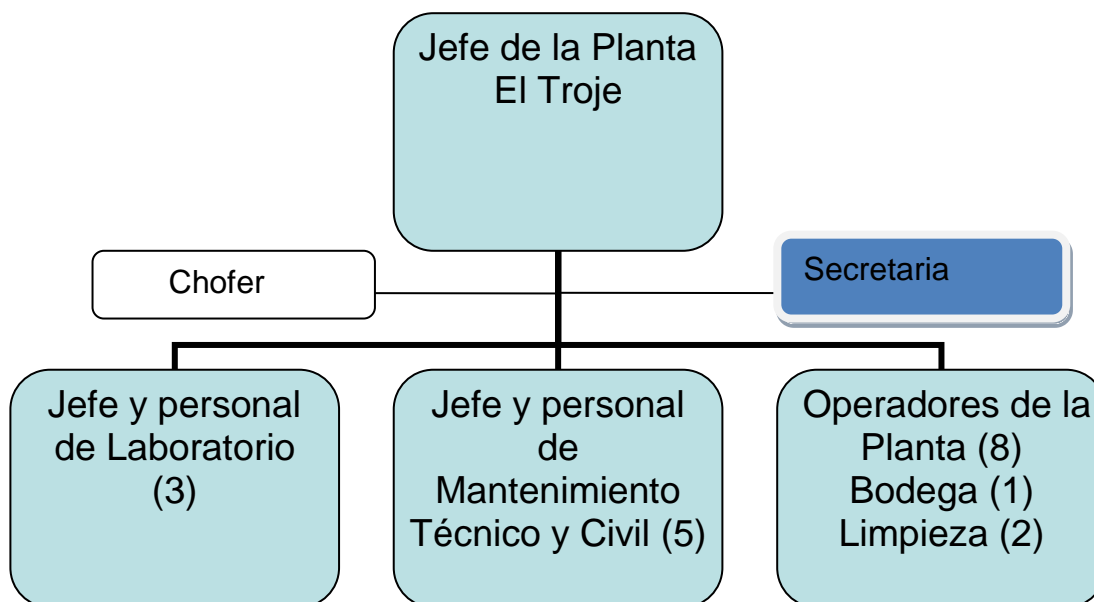 Jefe de la Planta
El Troje
Chofer
Secretaria
Jefe y personal
de Laboratorio
(3)
Jefe y personal
de
Mantenimiento
Técnico y Civil (5)
Operadores de la
Planta (8)
Bodega (1)
Limpieza (2)